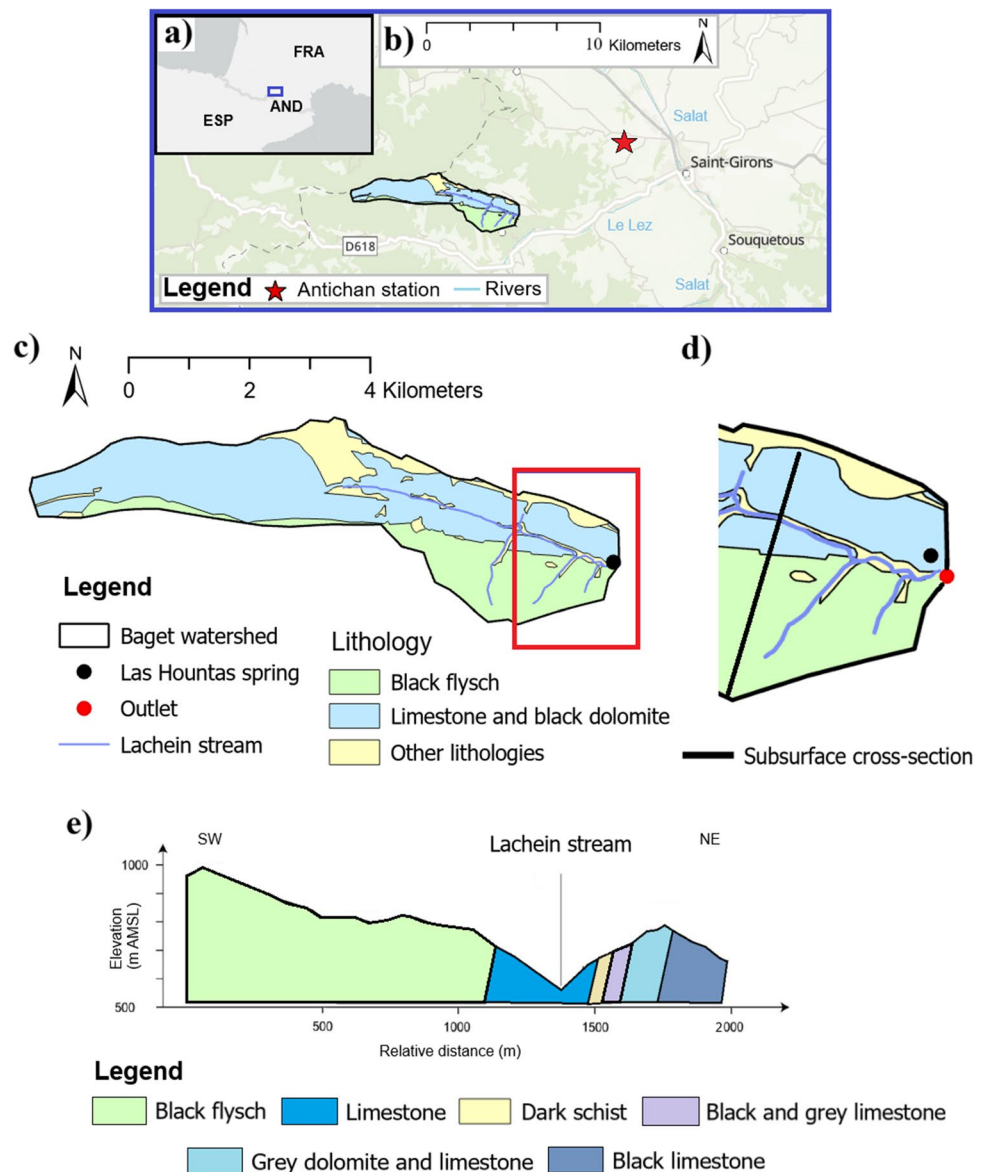 a)
FRA
AND
ESP
b)
0 10 Kilometers
N
Salat
Saint-Girons
Le Lez
Souquetous
D618
Salat
Legend Antichan station Rivers
c)
N
0 2 4 Kilometers
d)
Legend
Baget watershed
Las Hountas spring
Outlet
Lachein stream
Lithology
Black flysch
Limestone and black dolomite
Other lithologies
Subsurface cross-section
e)
SW
Lachein stream
NE
1000
Elevation
(m AMSL)
500
500 1000 1500 2000
Relative distance (m)
Legend
Black flysch Limestone Dark schist Black and grey limestone
Grey dolomite and limestone Black limestone